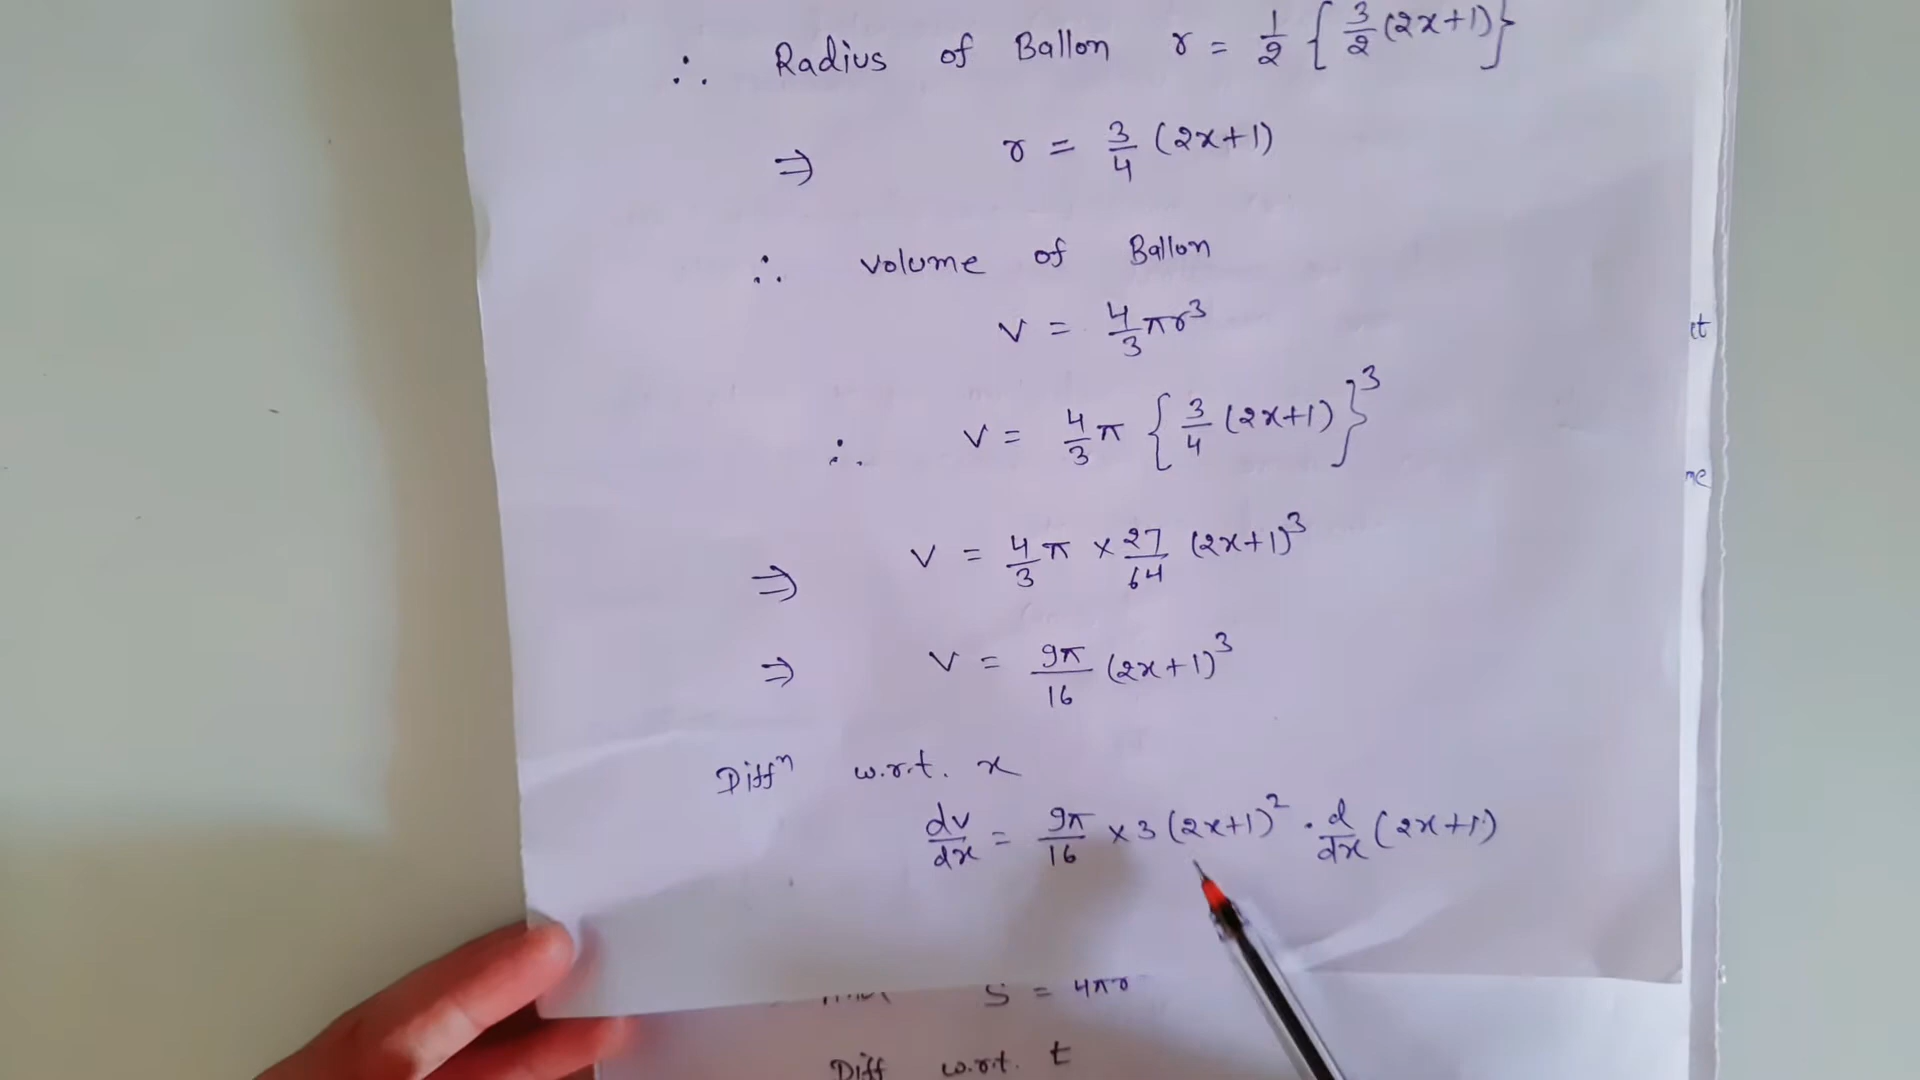 ∴ Radius of Ballon r = 1/2 { 3/2 (2x+1)}
⇒ r = 3/4 (2x+1)
∴ volume of Ballon
V = 4/3 πr³
∴ V = 4/3 π { 3/4 (2x+1) }³
⇒ V = 4/3 π × 27/64 (2x+1)³
⇒ V = 9π/16 (2x+1)³
Diffⁿ w.r.t. x
dv/dx = 9π/16 × 3 (2x+1)² · d/dx (2x+1)
S = 4πr
Diff w.r.t. t